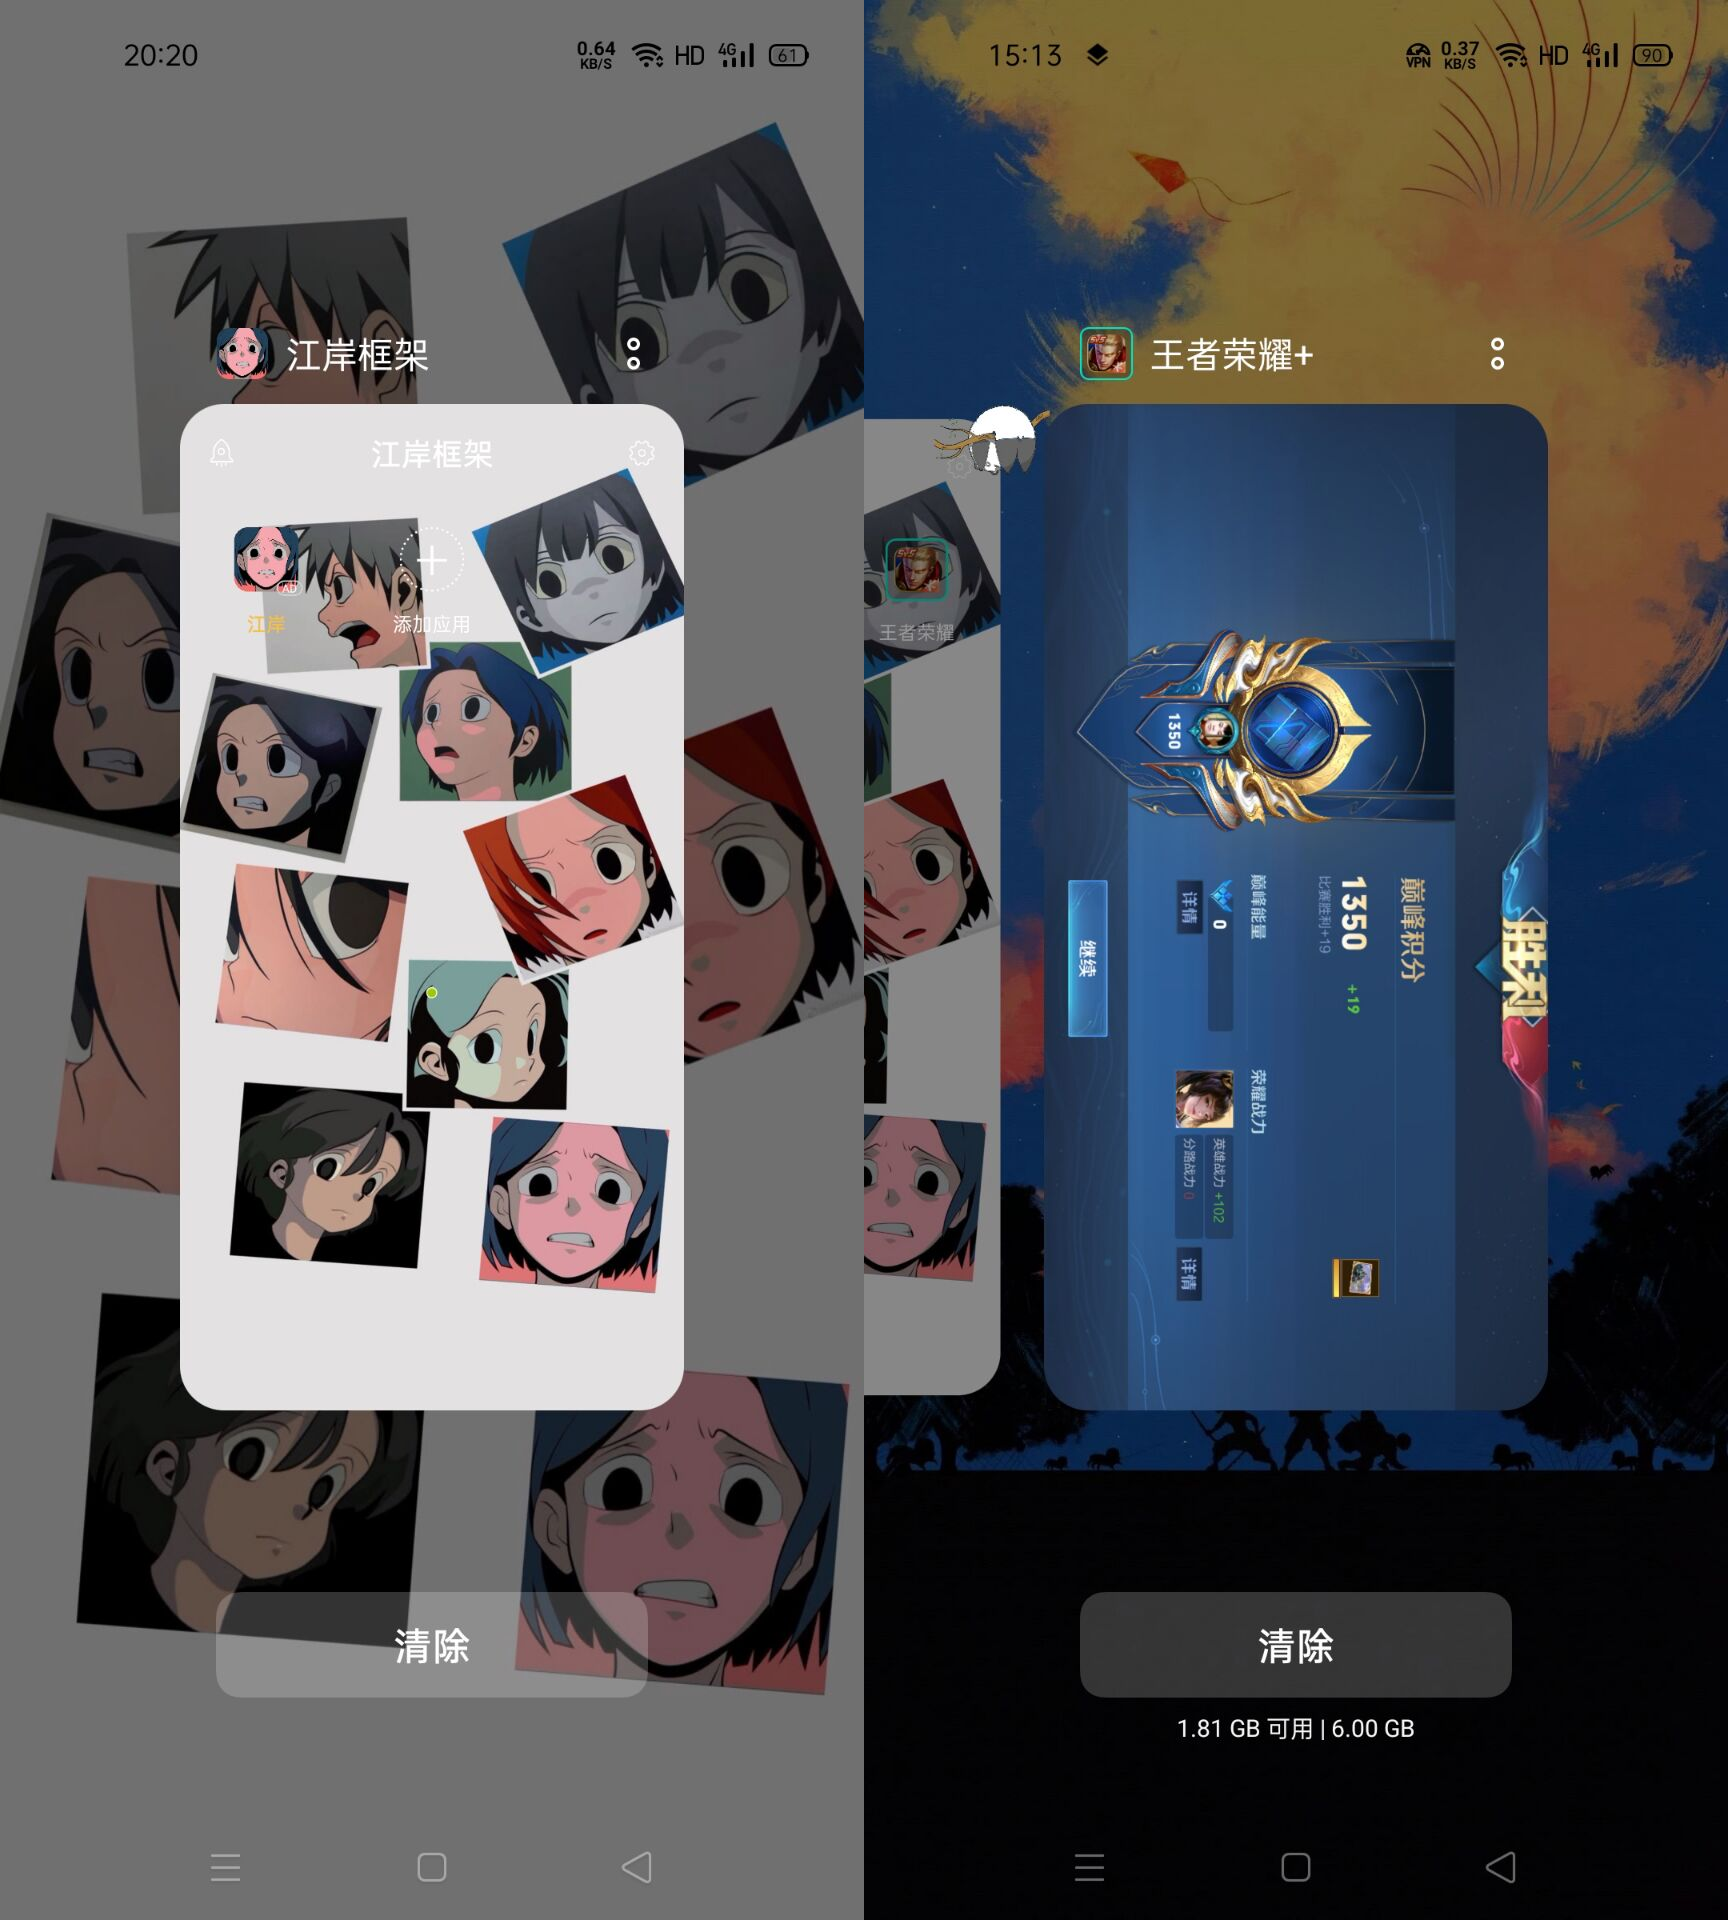 20:20
0.64
KB/S
HD
4G
61
江岸框架
江岸框架
AD
江岸
添加应用
清除
15:13
VPN
0.37
KB/S
HD
4G
90
王者荣耀+
王者荣耀
胜利
巅峰积分
1350 +19
比赛胜利+19
1350
巅峰能量
0
详情
荣耀战力
英雄战力 +102
分路战力 0
详情
继续
清除
1.81 GB 可用 | 6.00 GB